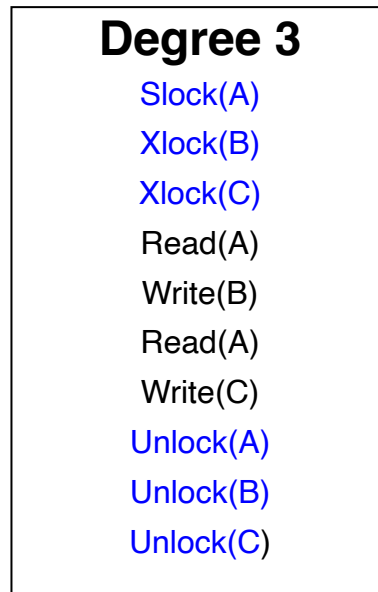 Degree 3
Slock(A)
Xlock(B)
Xlock(C)
Read(A)
Write(B)
Read(A)
Write(C)
Unlock(A)
Unlock(B)
Unlock(C)